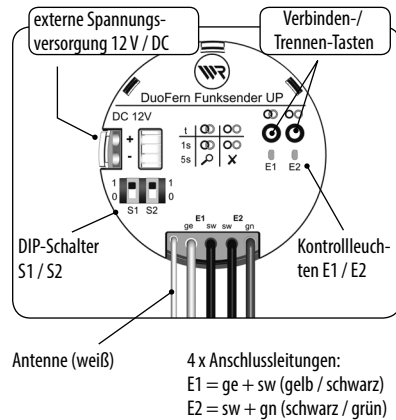 externe Spannungs-
versorgung 12 V / DC
Verbinden-/
Trennen-Tasten
DuoFern Funksender UP
DC 12V
+
-
t
1s
5s
E1 E2
1 1
0 0
S1 S2
E1 E2
ge sw sw gn
DIP-Schalter
S1 / S2
Kontrollleuch-
ten E1 / E2
Antenne (weiß)
4 x Anschlussleitungen:
E1 = ge + sw (gelb / schwarz)
E2 = sw + gn (schwarz / grün)